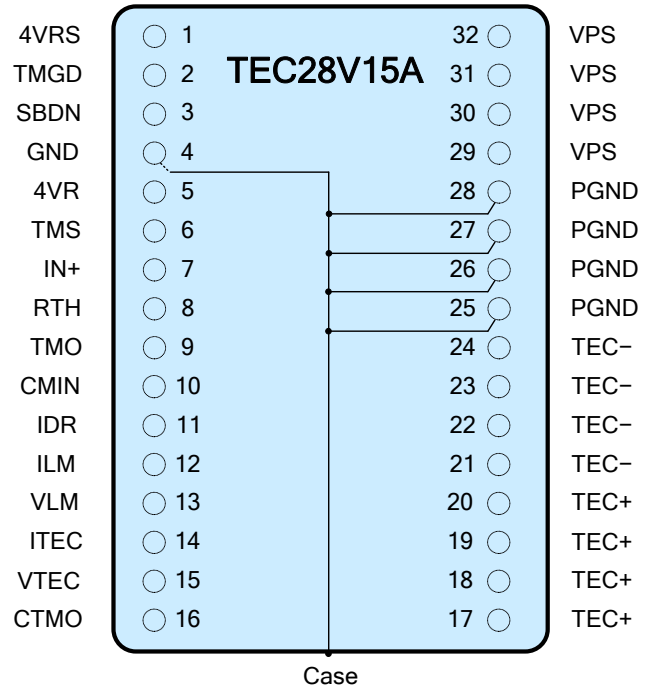 4VRS 1 32 VPS
TMGD 2 TEC28V15A 31 VPS
SBDN 3 30 VPS
GND 4 29 VPS
4VR 5 28 PGND
TMS 6 27 PGND
IN+ 7 26 PGND
RTH 8 25 PGND
TMO 9 24 TEC−
CMIN 10 23 TEC−
IDR 11 22 TEC−
ILM 12 21 TEC−
VLM 13 20 TEC+
ITEC 14 19 TEC+
VTEC 15 18 TEC+
CTMO 16 17 TEC+
Case